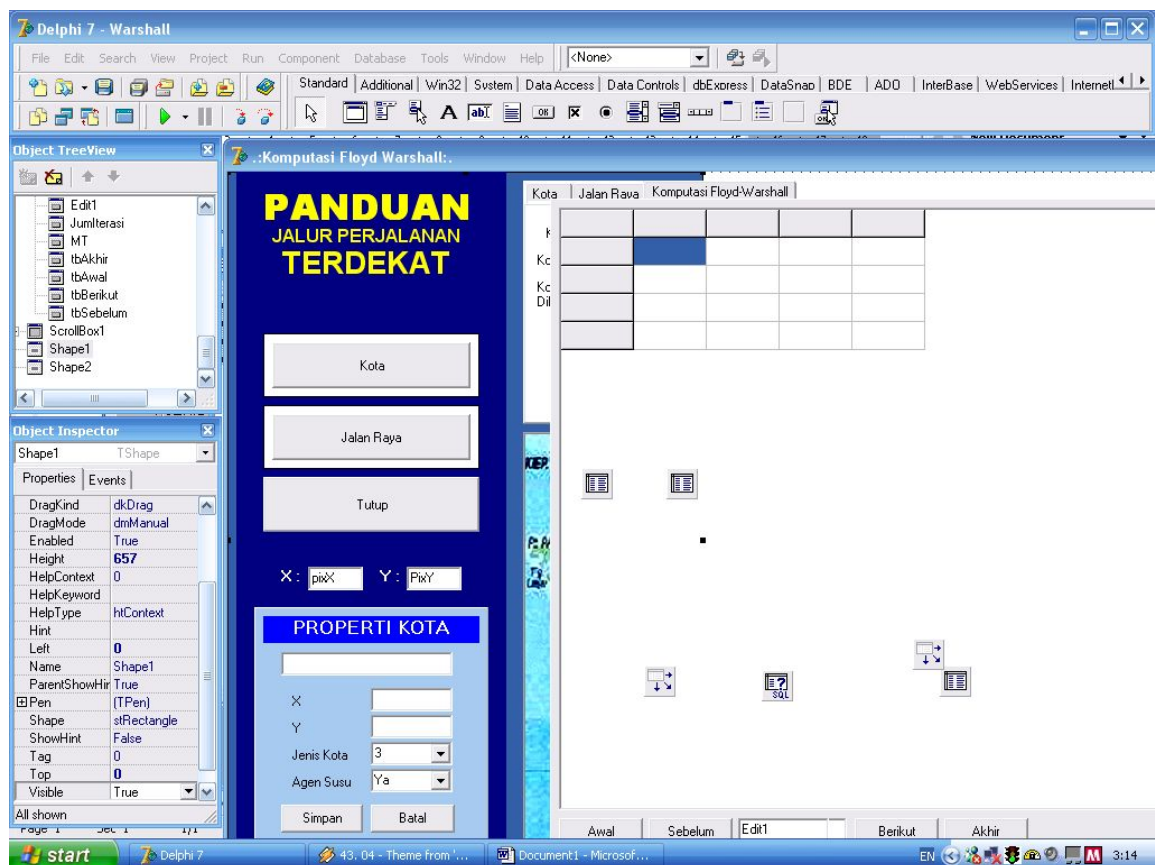 Delphi 7 - Warshall
File Edit Search View Project Run Component Database Tools Window Help <None>
Standard Additional Win32 System Data Access Data Controls dbExpress DataSnap BDE ADO InterBase WebServices
Object TreeView
Edit1
JumIterasi
MT
tbAkhir
tbAwal
tbBerikut
tbSebelum
ScrollBox1
Shape1
Shape2
Object Inspector
Shape1 TShape
Properties Events
DragKind dkDrag
DragMode dmManual
Enabled True
Height 657
HelpContext 0
HelpKeyword
HelpType htContext
Hint
Left 0
Name Shape1
ParentShowHir True
Pen (TPen)
Shape stRectangle
ShowHint False
Tag 0
Top 0
Visible True
All shown
.:Komputasi Floyd Warshall:.
PANDUAN
JALUR PERJALANAN
TERDEKAT
Kota
Jalan Raya
Tutup
X : pixX Y : PixY
PROPERTI KOTA
X
Y
Jenis Kota 3
Agen Susu Ya
Simpan Batal
Kota Jalan Raya Komputasi Floyd-Warshall
SQL
Awal Sebelum Edit1 Berikut Akhir
start Delphi 7 43. 04 - Theme from '... Document1 - Microsof... EN 3:14